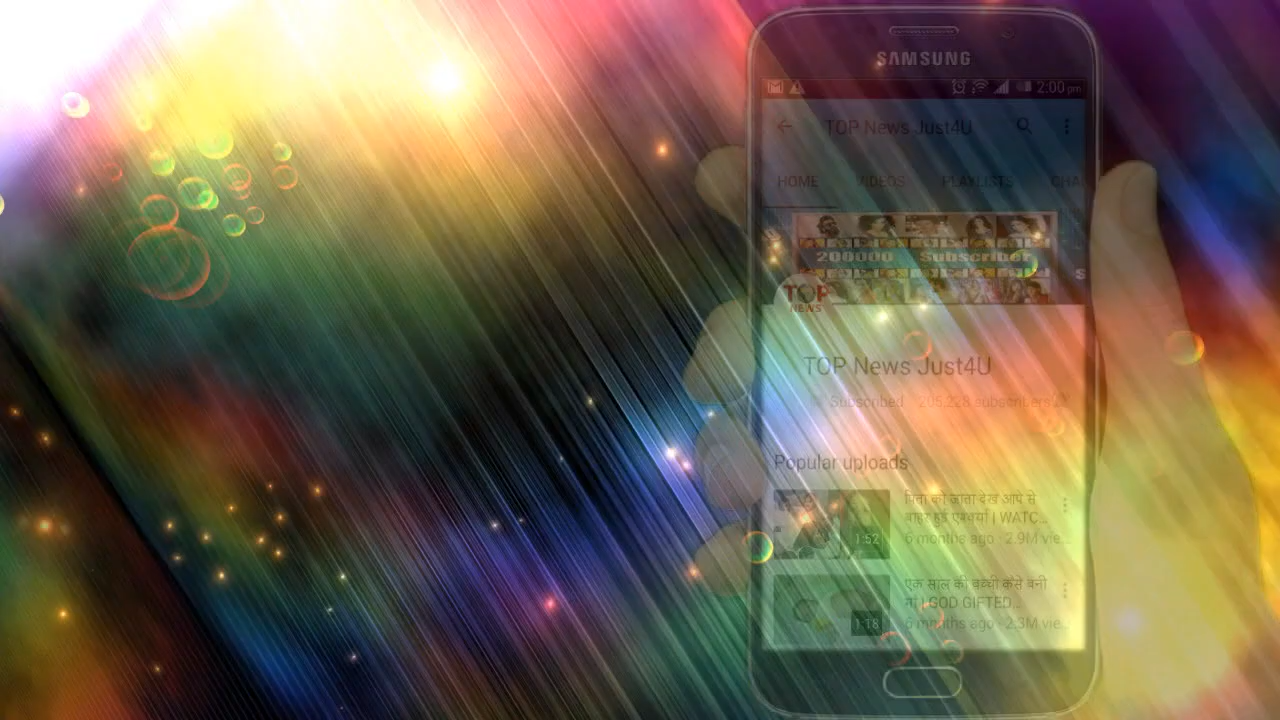 SAMSUNG
2:00 pm
TOP News Just4U
HOME VIDEOS PLAYLISTS CHA
200000 Subscriber
S
TOP
NEWS
TOP News Just4U
Subscribed 205,228 subscribers
Popular uploads
पिता को जाता देख आपे से
बाहर हुई एश्वर्या | WATC...
6 months ago · 2.9M vie...
1:52
एक साल की बच्ची कैसे बनी
मां | GOD GIFTED...
1:18
6 months ago · 2.3M vie...